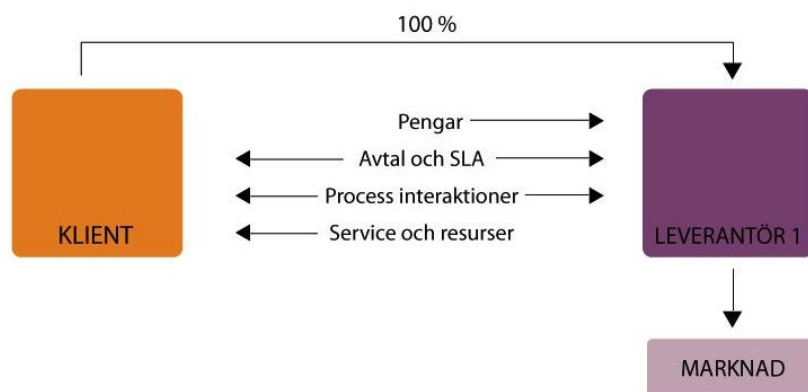 100 %
Pengar
Avtal och SLA
Process interaktioner
Service och resurser
KLIENT
LEVERANTÖR 1
MARKNAD